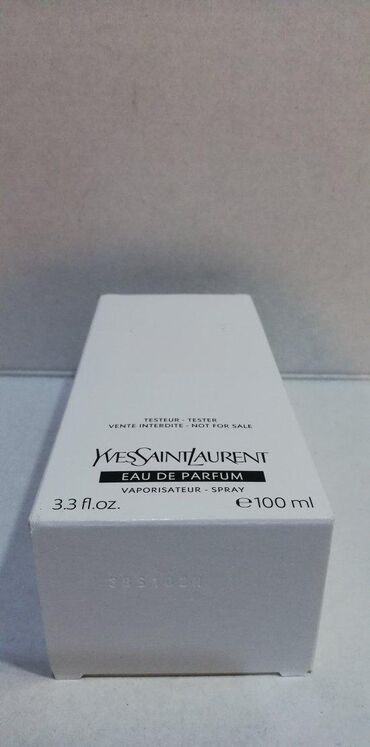 TESTEUR - TESTER
VENTE INTERDITE - NOT FOR SALE
YVESSAINTLAURENT
EAU DE PARFUM
VAPORISATEUR - SPRAY
3.3 fl.oz. ℮100 ml